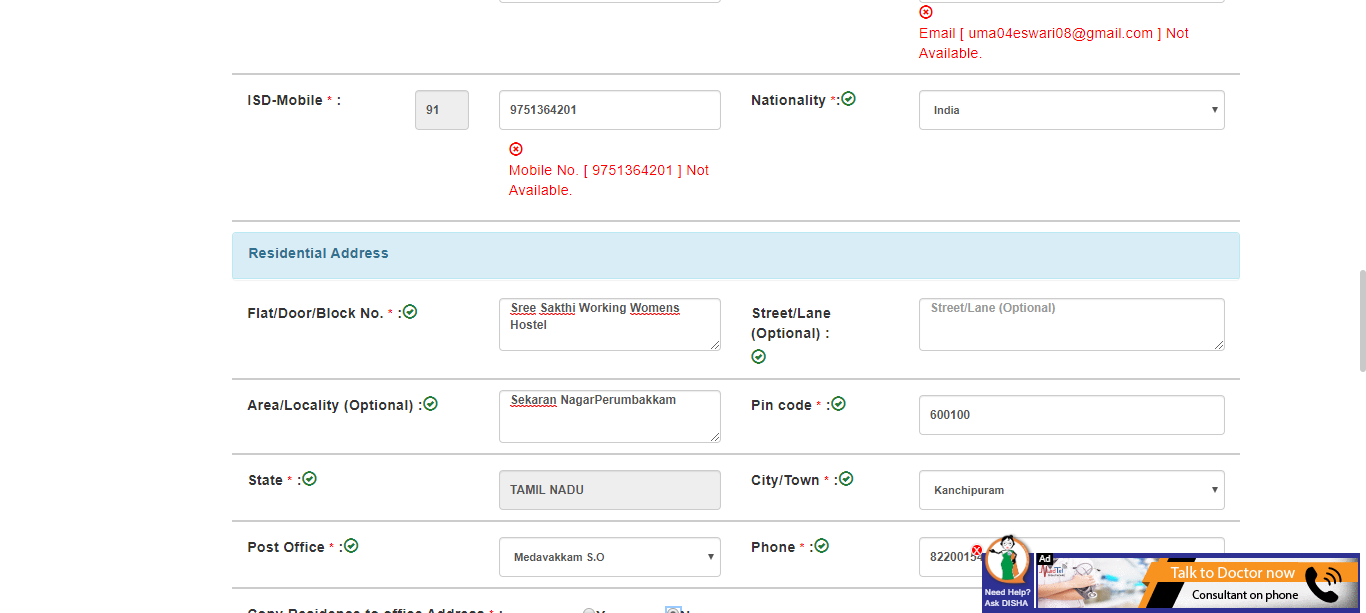 Email [ uma04eswari08@gmail.com ] Not
Available.
ISD-Mobile * :
91
9751364201
Nationality *:
India
Mobile No. [ 9751364201 ] Not
Available.
Residential Address
Flat/Door/Block No. * :
Sree Sakthi Working Womens
Hostel
Street/Lane
(Optional) :
Street/Lane (Optional)
Area/Locality (Optional) :
Sekaran NagarPerumbakkam
Pin code * :
600100
State * :
TAMIL NADU
City/Town * :
Kanchipuram
Post Office * :
Medavakkam S.O
Phone * :
Need Help?
Ask DISHA
Ad
Talk to Doctor now
Consultant on phone
Copy Residence to office Address * :